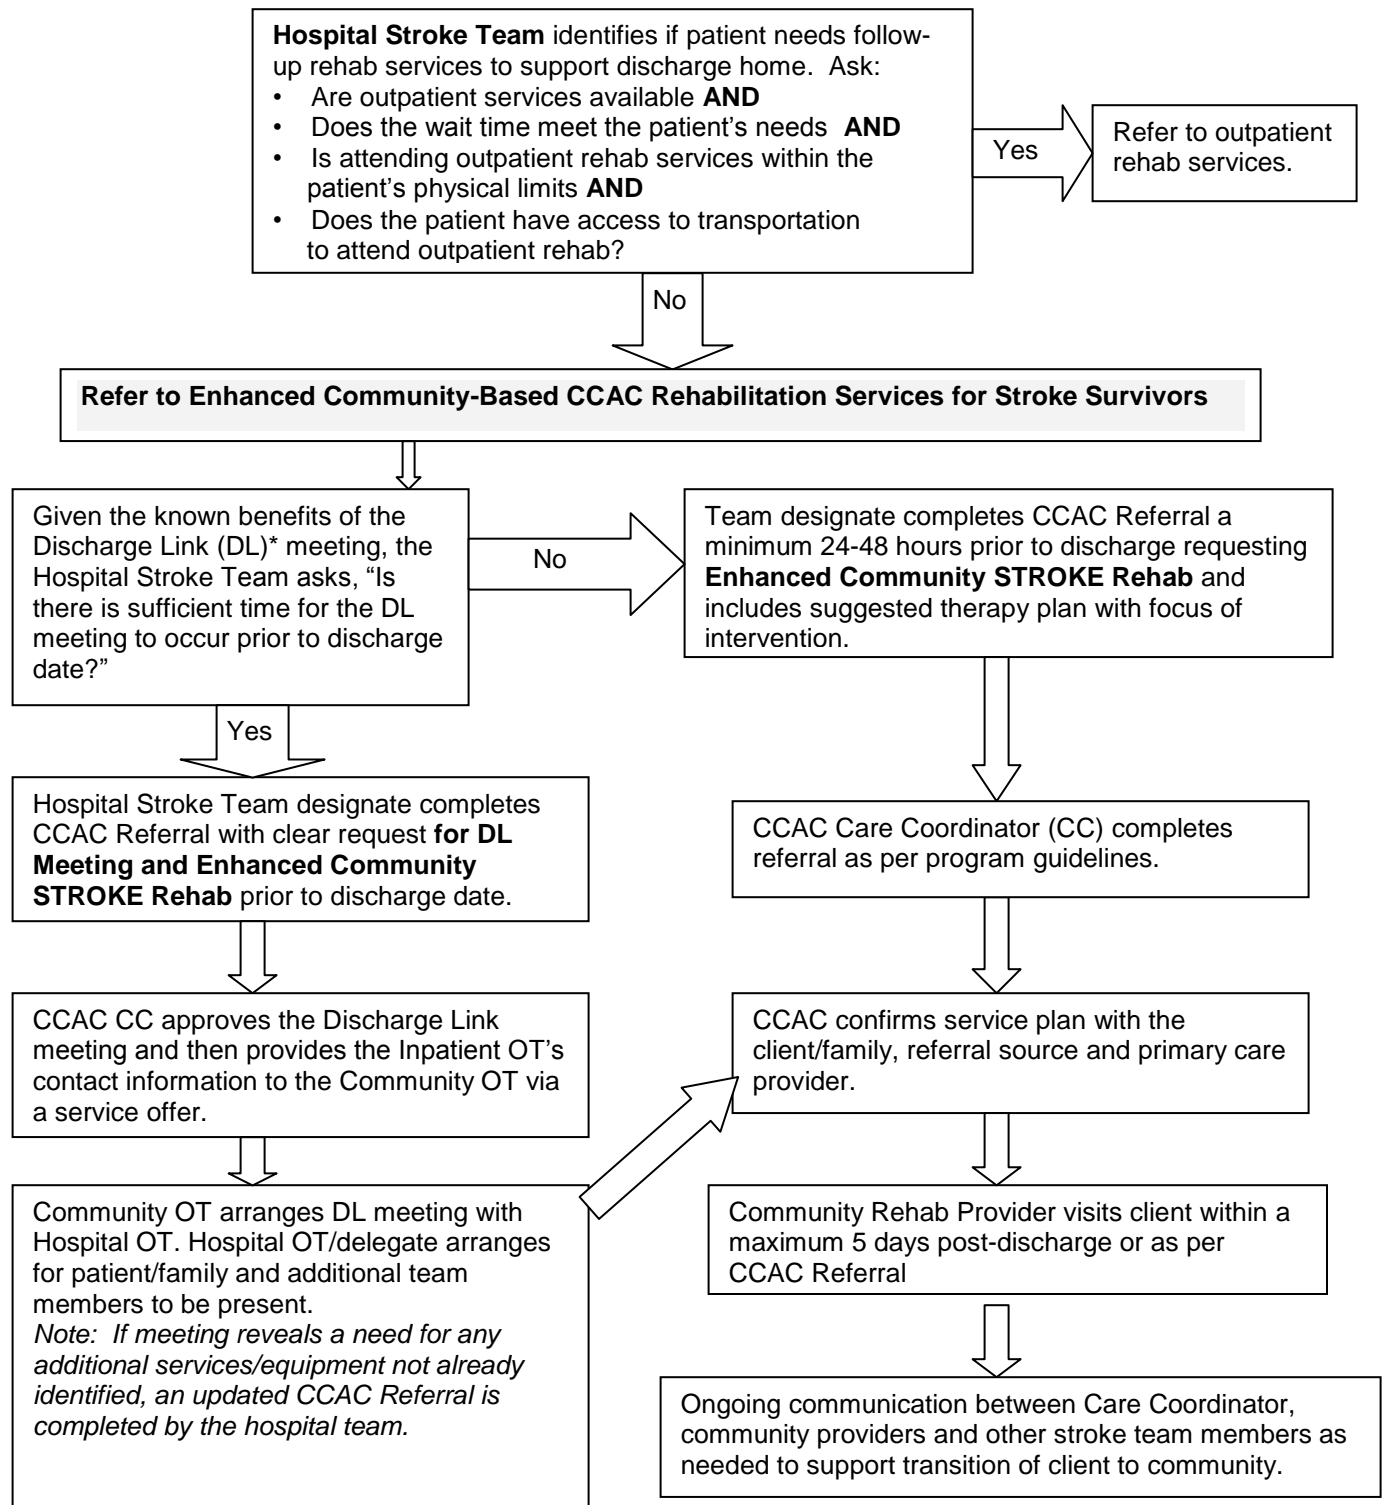 Hospital Stroke Team identifies if patient needs follow-
up rehab services to support discharge home. Ask:
• Are outpatient services available AND
• Does the wait time meet the patient's needs AND
• Is attending outpatient rehab services within the
patient's physical limits AND
• Does the patient have access to transportation
to attend outpatient rehab?
Yes
Refer to outpatient
rehab services.
No
Refer to Enhanced Community-Based CCAC Rehabilitation Services for Stroke Survivors
Given the known benefits of the
Discharge Link (DL)* meeting, the
Hospital Stroke Team asks, “Is
there is sufficient time for the DL
meeting to occur prior to discharge
date?”
No
Team designate completes CCAC Referral a
minimum 24-48 hours prior to discharge requesting
Enhanced Community STROKE Rehab and
includes suggested therapy plan with focus of
intervention.
Yes
Hospital Stroke Team designate completes
CCAC Referral with clear request for DL
Meeting and Enhanced Community
STROKE Rehab prior to discharge date.
CCAC Care Coordinator (CC) completes
referral as per program guidelines.
CCAC CC approves the Discharge Link
meeting and then provides the Inpatient OT's
contact information to the Community OT via
a service offer.
CCAC confirms service plan with the
client/family, referral source and primary care
provider.
Community OT arranges DL meeting with
Hospital OT. Hospital OT/delegate arranges
for patient/family and additional team
members to be present.
Note: If meeting reveals a need for any
additional services/equipment not already
identified, an updated CCAC Referral is
completed by the hospital team.
Community Rehab Provider visits client within a
maximum 5 days post-discharge or as per
CCAC Referral
Ongoing communication between Care Coordinator,
community providers and other stroke team members as
needed to support transition of client to community.